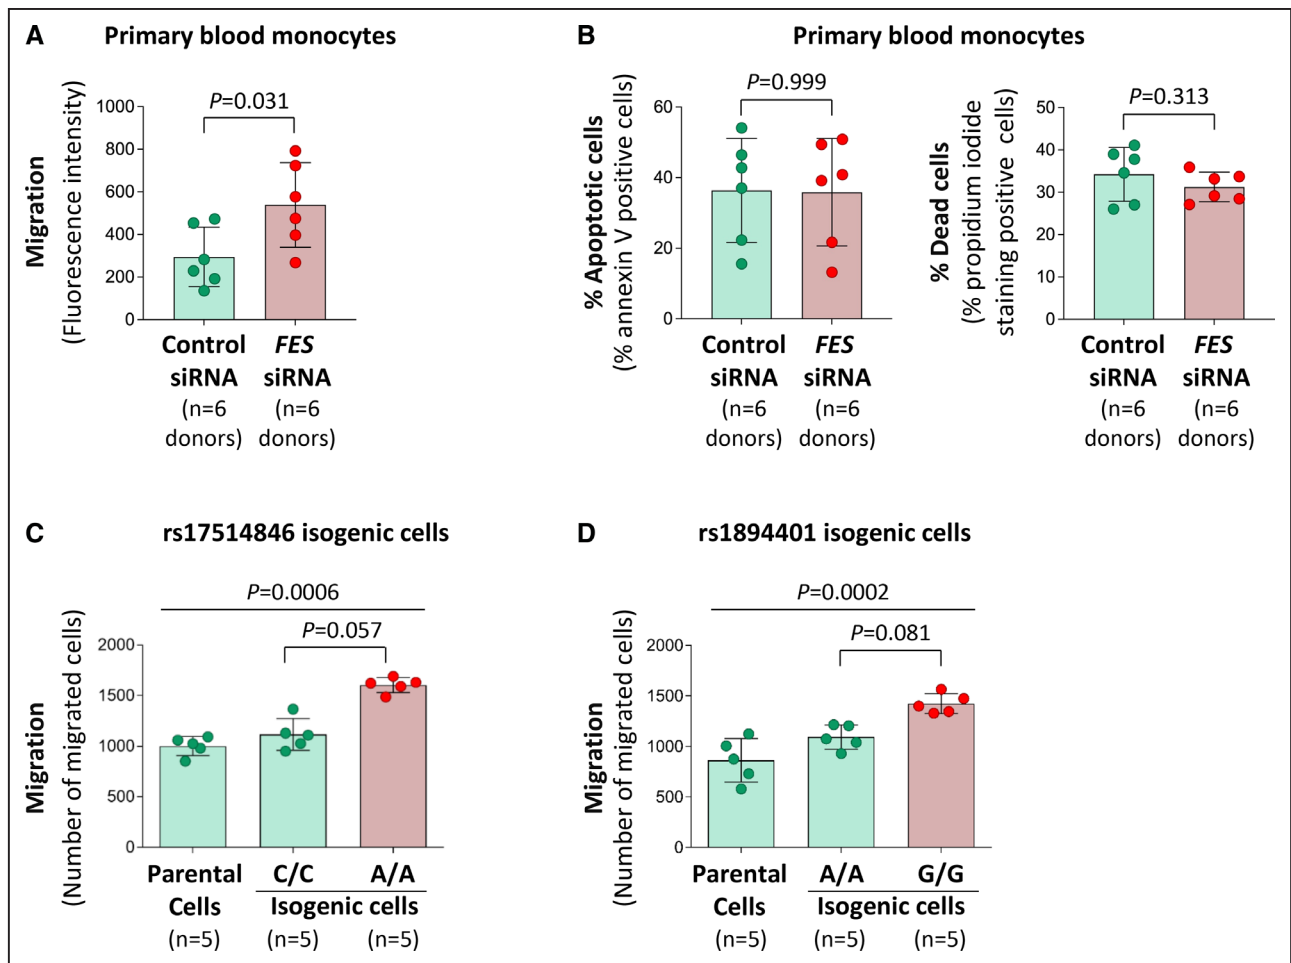 A
Primary blood monocytes
Migration
(Fluorescence intensity)
P=0.031
1000
800
600
400
200
0
Control
siRNA
(n=6
donors)
FES
siRNA
(n=6
donors)
B
Primary blood monocytes
% Apoptotic cells
(% annexin V positive cells)
P=0.999
60
40
20
0
Control
siRNA
(n=6
donors)
FES
siRNA
(n=6
donors)
% Dead cells
(% propidium iodide
staining positive cells)
P=0.313
50
40
30
20
10
0
Control
siRNA
(n=6
donors)
FES
siRNA
(n=6
donors)
C
rs17514846 isogenic cells
Migration
(Number of migrated cells)
P=0.0006
P=0.057
2000
1500
1000
500
0
Parental
Cells
(n=5)
C/C
A/A
Isogenic cells
(n=5)
(n=5)
D
rs1894401 isogenic cells
Migration
(Number of migrated cells)
P=0.0002
P=0.081
2000
1500
1000
500
0
Parental
Cells
(n=5)
A/A
G/G
Isogenic cells
(n=5)
(n=5)